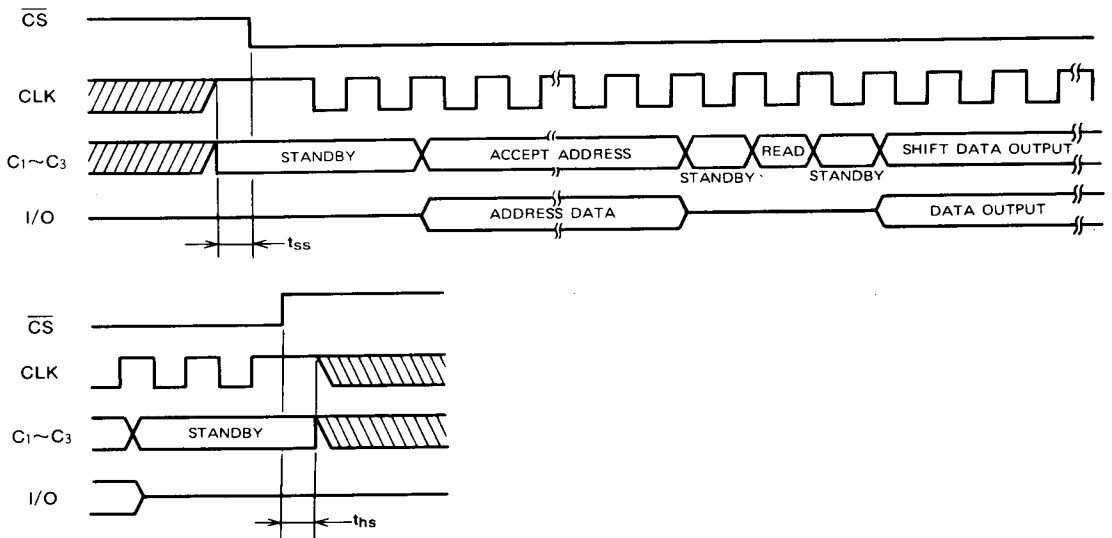 CS
CLK
C₁~C₃ STANDBY ACCEPT ADDRESS STANDBY READ STANDBY SHIFT DATA OUTPUT
I/O ADDRESS DATA DATA OUTPUT
tss
CS
CLK
C₁~C₃ STANDBY
I/O
ths